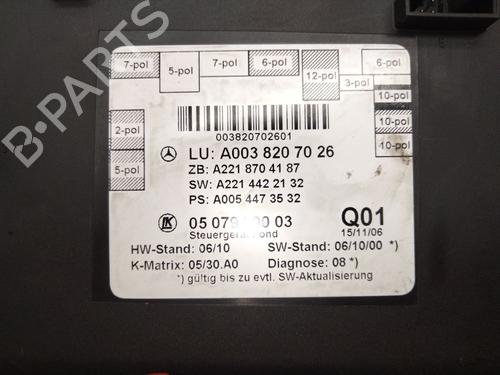 7-pol
5-pol
7-pol
6-pol
12-pol
3-pol
6-pol
10-pol
10-pol
10-pol
2-pol
5-pol
003820702601
LU: A003 820 70 26
ZB: A221 870 41 87
SW: A221 442 21 32
PS: A005 447 35 32
LK
03 Q01
15/11/06
HW-Stand: 06/10 SW-Stand: 06/10/00 *)
K-Matrix: 05/30.A0 Diagnose: 08 *)
*) gültig bis zu evtl. SW-Aktualisierung
B-PARTS